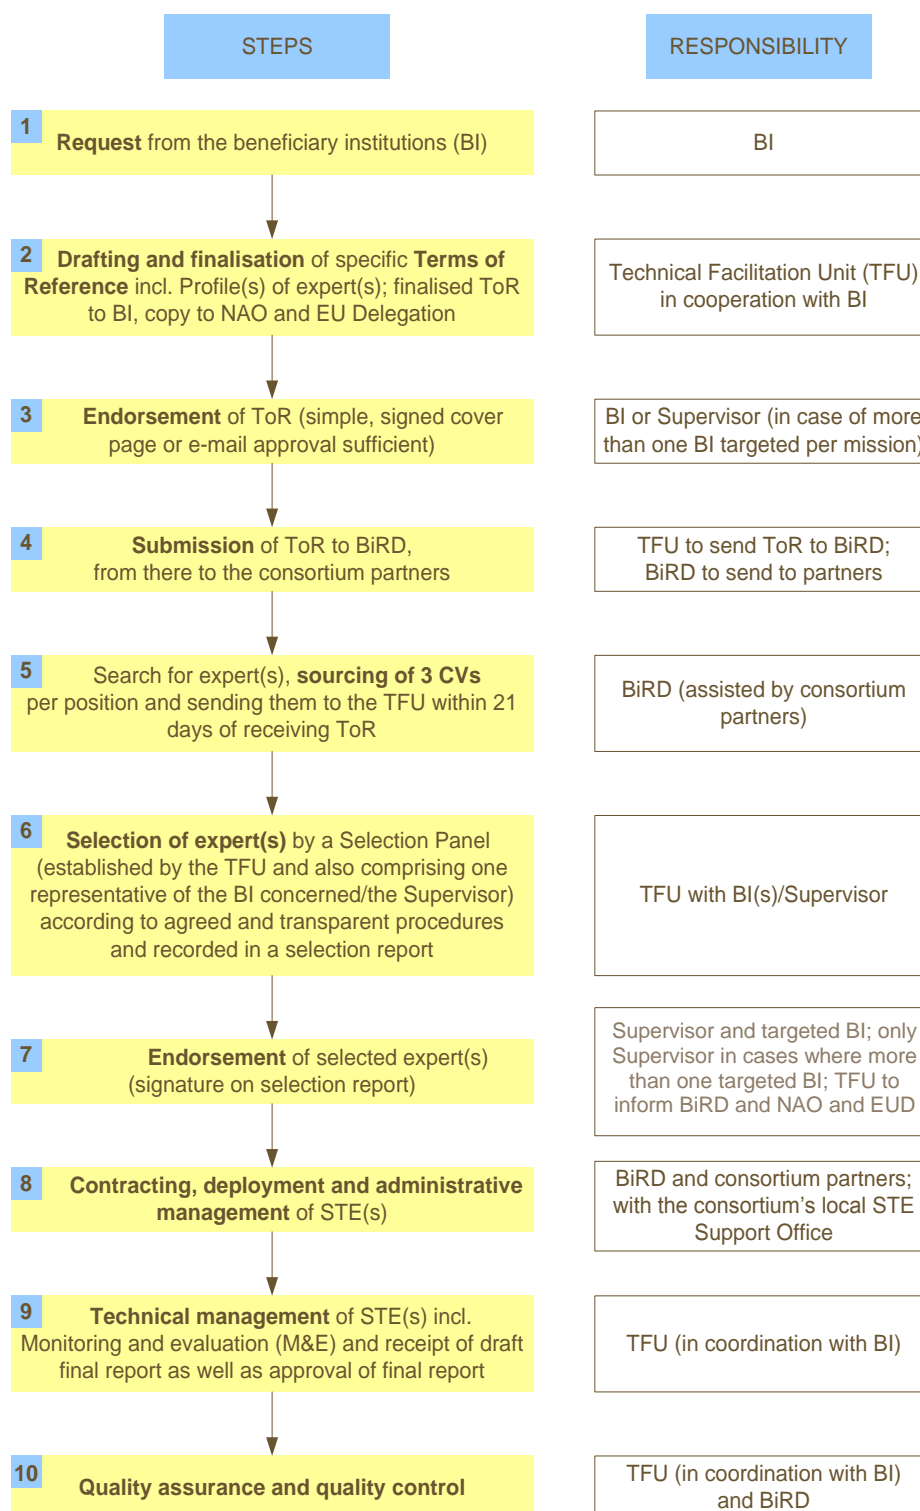 STEPS
RESPONSIBILITY
1
Request from the beneficiary institutions (BI)
BI
2
Drafting and finalisation of specific Terms of
Reference incl. Profile(s) of expert(s); finalised ToR
to BI, copy to NAO and EU Delegation
Technical Facilitation Unit (TFU)
in cooperation with BI
3
Endorsement of ToR (simple, signed cover
page or e-mail approval sufficient)
BI or Supervisor (in case of more
than one BI targeted per mission)
4
Submission of ToR to BiRD,
from there to the consortium partners
TFU to send ToR to BiRD;
BiRD to send to partners
5
Search for expert(s), sourcing of 3 CVs
per position and sending them to the TFU within 21
days of receiving ToR
BiRD (assisted by consortium
partners)
6
Selection of expert(s) by a Selection Panel
(established by the TFU and also comprising one
representative of the BI concerned/the Supervisor)
according to agreed and transparent procedures
and recorded in a selection report
TFU with BI(s)/Supervisor
7
Endorsement of selected expert(s)
(signature on selection report)
Supervisor and targeted BI; only
Supervisor in cases where more
than one targeted BI; TFU to
inform BiRD and NAO and EUD
8
Contracting, deployment and administrative
management of STE(s)
BiRD and consortium partners;
with the consortium’s local STE
Support Office
9
Technical management of STE(s) incl.
Monitoring and evaluation (M&E) and receipt of draft
final report as well as approval of final report
TFU (in coordination with BI)
10
Quality assurance and quality control
TFU (in coordination with BI)
and BiRD